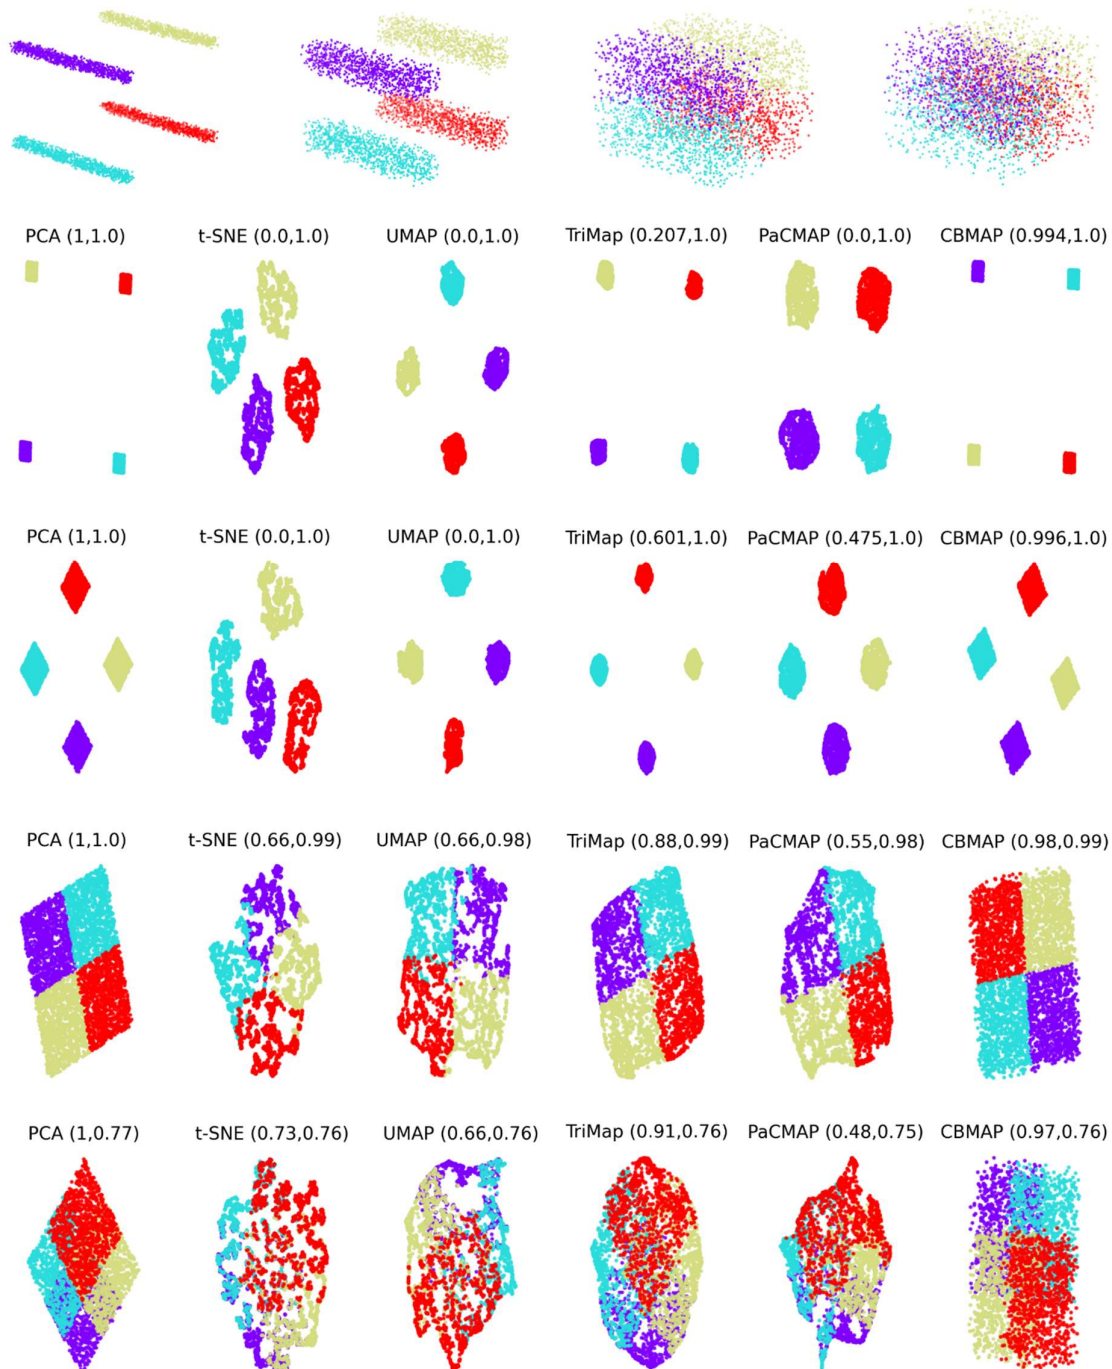 PCA (1,1.0) t-SNE (0.0,1.0) UMAP (0.0,1.0) TriMap (0.207,1.0) PaCMAP (0.0,1.0) CBMAP (0.994,1.0)
PCA (1,1.0) t-SNE (0.0,1.0) UMAP (0.0,1.0) TriMap (0.601,1.0) PaCMAP (0.475,1.0) CBMAP (0.996,1.0)
PCA (1,1.0) t-SNE (0.66,0.99) UMAP (0.66,0.98) TriMap (0.88,0.99) PaCMAP (0.55,0.98) CBMAP (0.98,0.99)
PCA (1,0.77) t-SNE (0.73,0.76) UMAP (0.66,0.76) TriMap (0.91,0.76) PaCMAP (0.48,0.75) CBMAP (0.97,0.76)